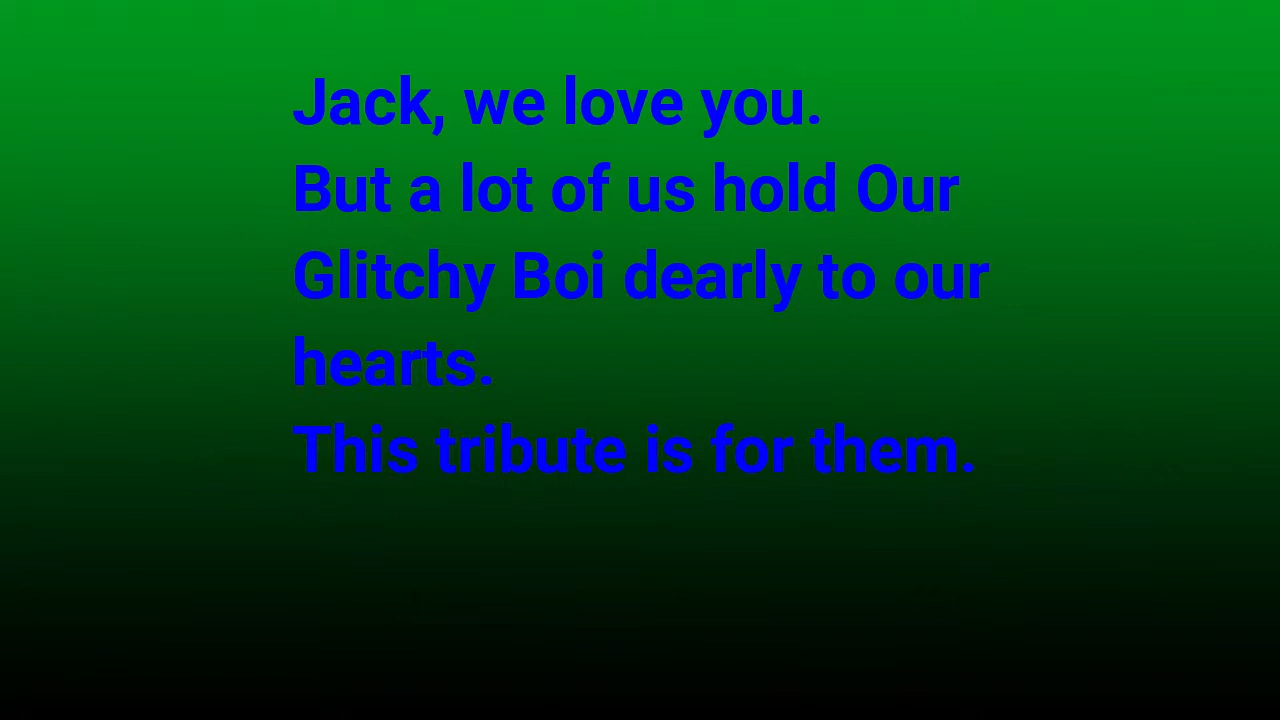 Jack, we love you.
But a lot of us hold Our
Glitchy Boi dearly to our
hearts.
This tribute is for them.